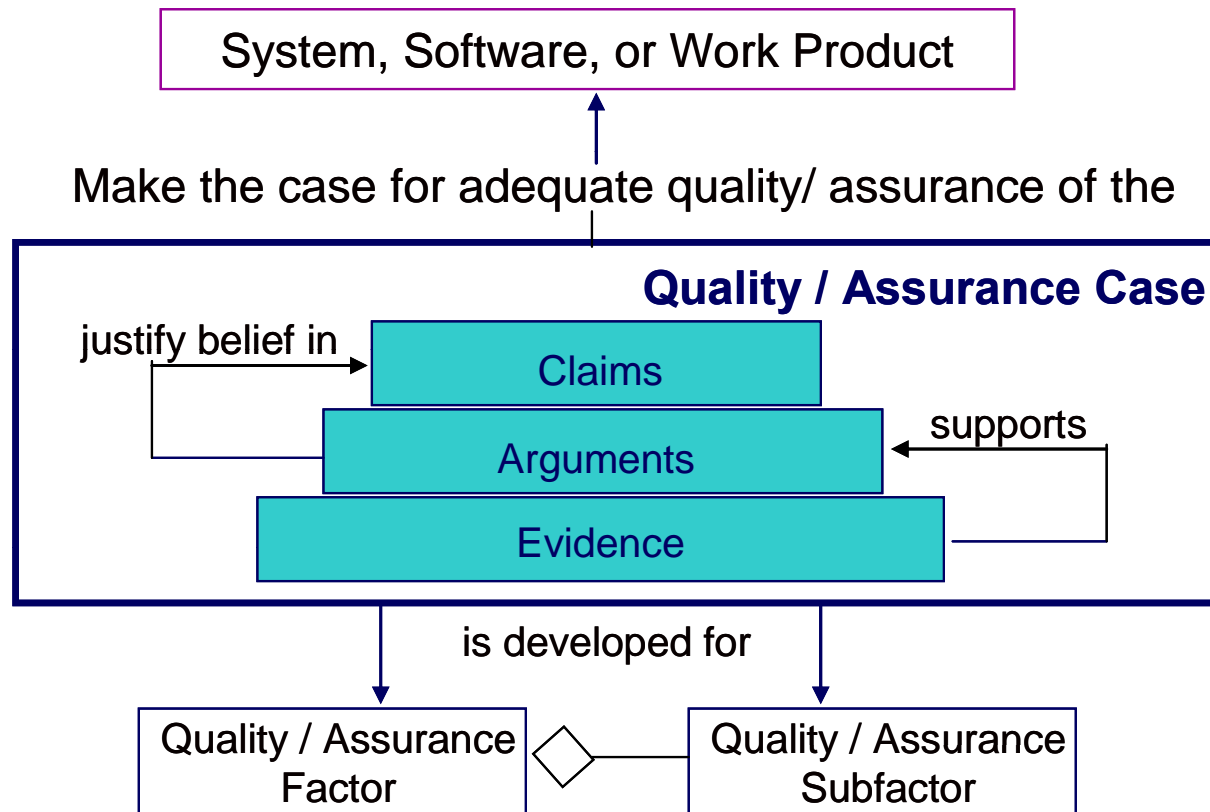 System, Software, or Work Product
Make the case for adequate quality/ assurance of the
Quality / Assurance Case
justify belief in
Claims
supports
Arguments
Evidence
is developed for
Quality / Assurance
Factor
Quality / Assurance
Subfactor